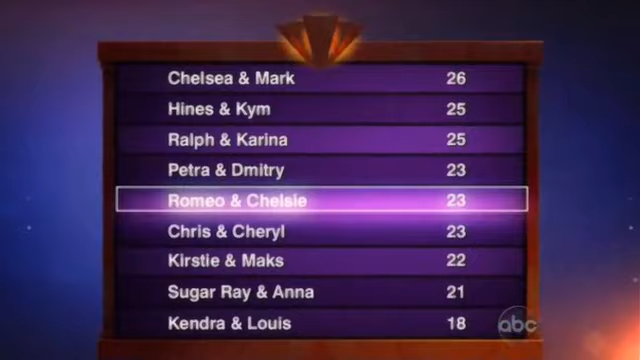 Chelsea & Mark 26
Hines & Kym 25
Ralph & Karina 25
Petra & Dmitry 23
Romeo & Chelsie 23
Chris & Cheryl 23
Kirstie & Maks 22
Sugar Ray & Anna 21
Kendra & Louis 18
abc